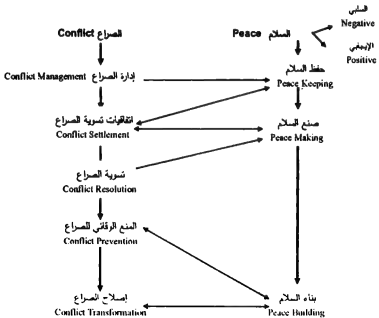 Conflict الصراع
Peace السلام
السلبي
Negative
الإيجابي
Positive
Conflict Management إدارة الصراع
حفظ السلام
Peace Keeping
اتفاقيات تسوية الصراع
Conflict Settlement
صنع السلام
Peace Making
تسوية الصراع
Conflict Resolution
المنع الوقائي للصراع
Conflict Prevention
إصلاح الصراع
Conflict Transformation
بناء السلام
Peace Building